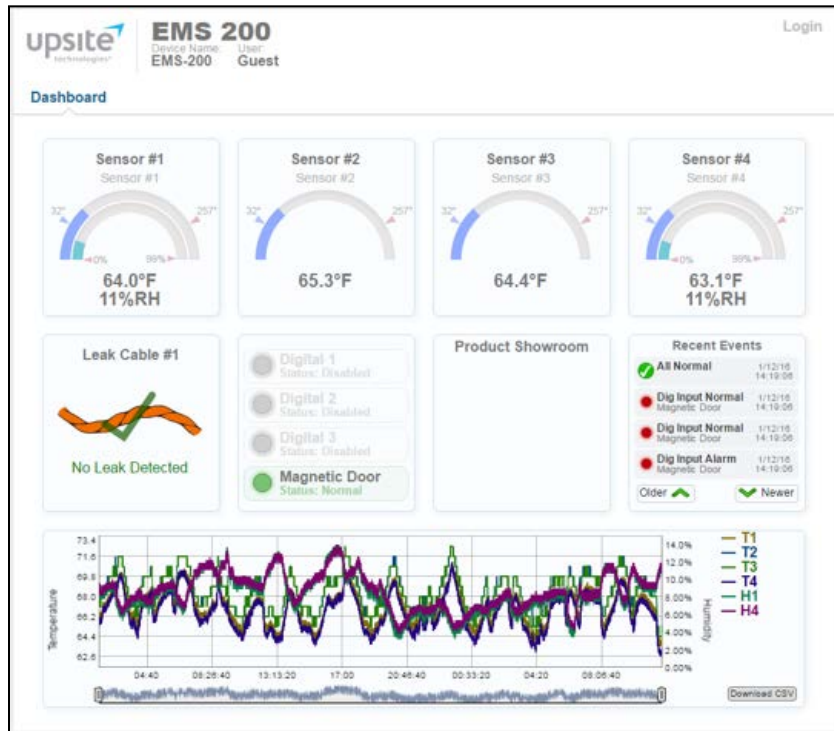 upsite
technologies
EMS 200
Device Name: User:
EMS-200 Guest
Login
Dashboard
Sensor #1
Sensor #1
32° 257°
0% 99%
64.0°F
11%RH
Sensor #2
Sensor #2
32° 257°
65.3°F
Sensor #3
Sensor #3
32° 257°
64.4°F
Sensor #4
Sensor #4
32° 257°
0% 99%
63.1°F
11%RH
Leak Cable #1
No Leak Detected
Digital 1
Status: Disabled
Digital 2
Status: Disabled
Digital 3
Status: Disabled
Magnetic Door
Status: Normal
Product Showroom
Recent Events
All Normal 1/12/16
14:19:06
Dig Input Normal 1/12/16
Magnetic Door 14:19:06
Dig Input Normal 1/12/16
Magnetic Door 14:19:06
Dig Input Alarm 1/12/16
Magnetic Door 14:19:06
Older Newer
Temperature
73.4
71.6
69.8
68.0
66.2
64.4
62.6
04:40 08:26:40 13:13:20 17:00 20:46:40 00:33:20 04:20 08:06:40
14.0%
12.0%
10.0%
8.00%
6.00%
4.00%
2.00%
0.00%
Humidity
T1
T2
T3
T4
H1
H4
Download CSV